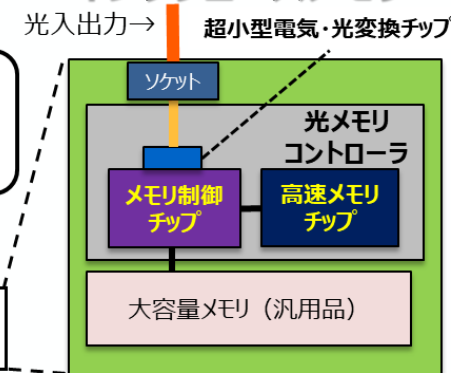 光入出力→
超小型電気・光変換チップ
ソケット
光メモリ
コントローラ
メモリ制御
チップ
高速メモリ
チップ
大容量メモリ（汎用品）